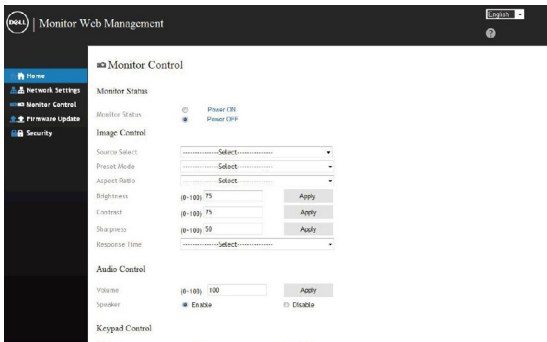 DELL | Monitor Web Management
English
?
Home
Network Settings
Monitor Control
Firmware Update
Security
Monitor Control
Monitor Status
Monitor Status Power ON
Power OFF
Image Control
Source Select ---------------Select---------------
Preset Mode ---------------Select---------------
Aspect Ratio ---------------Select---------------
Brightness (0~100) 75 Apply
Contrast (0~100) 75 Apply
Sharpness (0~100) 50 Apply
Response Time ---------------Select---------------
Audio Control
Volume (0~100) 100 Apply
Speaker Enable Disable
Keypad Control